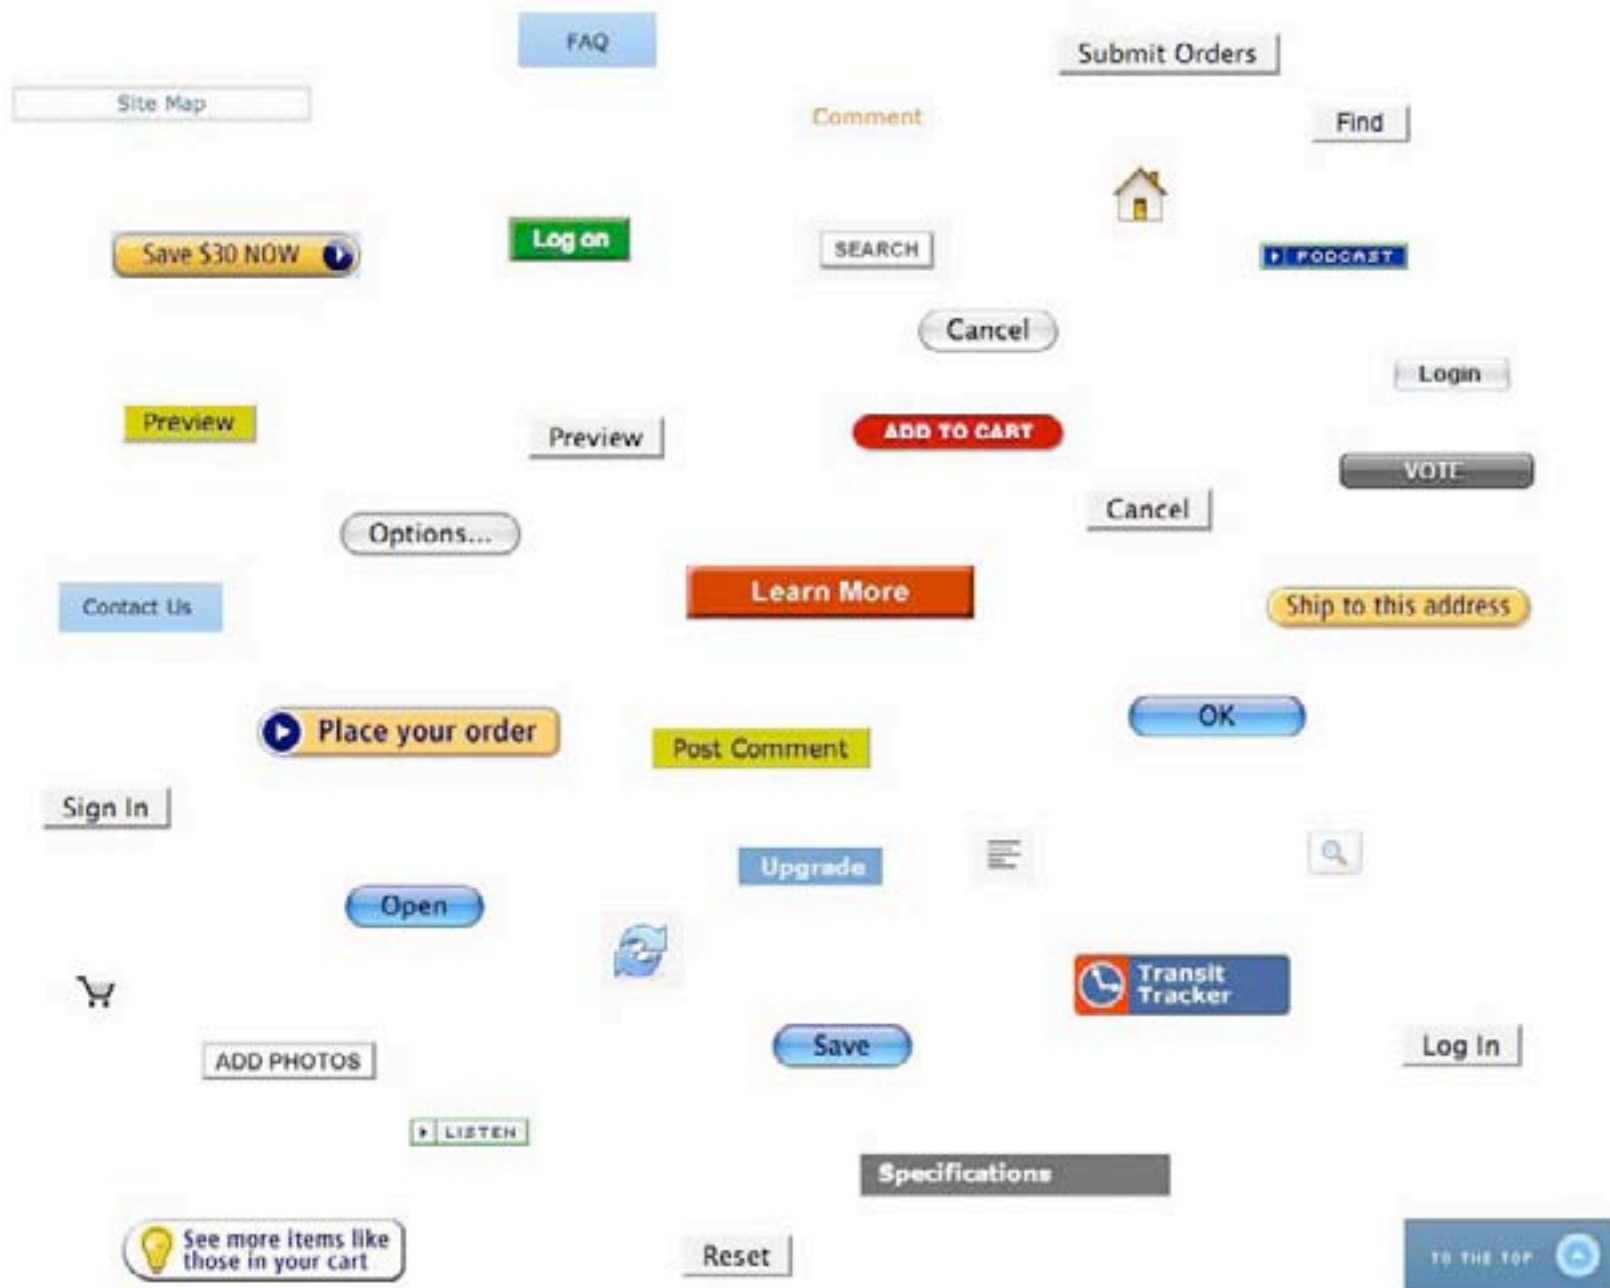 FAQ
Submit Orders
Site Map
Comment
Find
Save $30 NOW
Log on
SEARCH
PODCAST
Cancel
Login
Preview
Preview
ADD TO CART
VOTE
Options...
Cancel
Learn More
Contact Us
Ship to this address
Place your order
OK
Post Comment
Sign In
Upgrade
Open
Transit
Tracker
Save
Log In
ADD PHOTOS
LISTEN
Specifications
See more items like
those in your cart
Reset
TO THE TOP